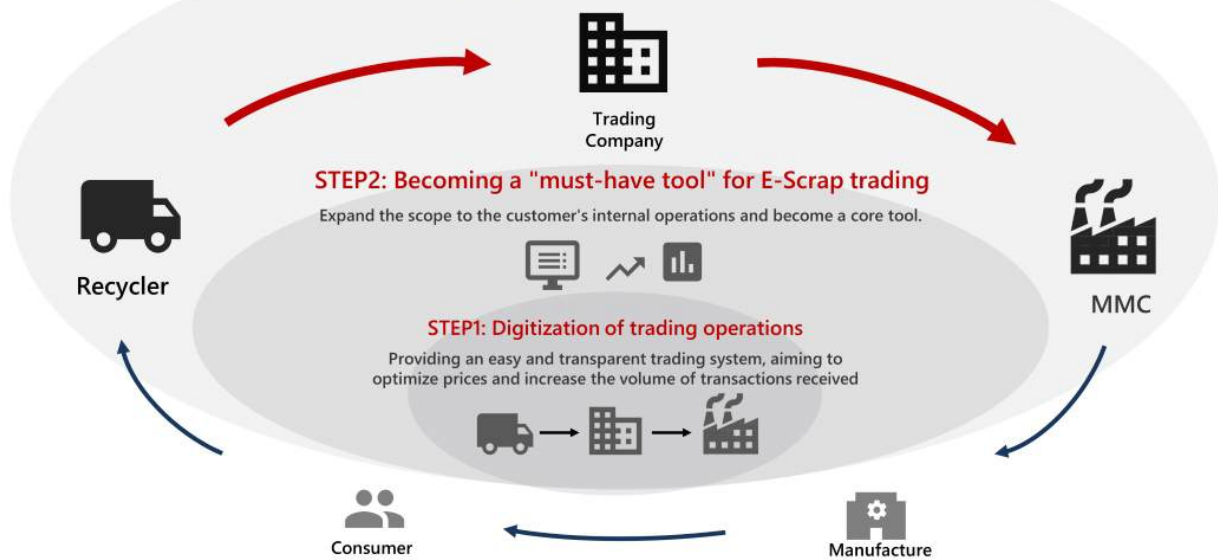 Trading
Company
STEP2: Becoming a "must-have tool" for E-Scrap trading
Expand the scope to the customer's internal operations and become a core tool.
Recycler
MMC
STEP1: Digitization of trading operations
Providing an easy and transparent trading system, aiming to
optimize prices and increase the volume of transactions received
Consumer
Manufacture